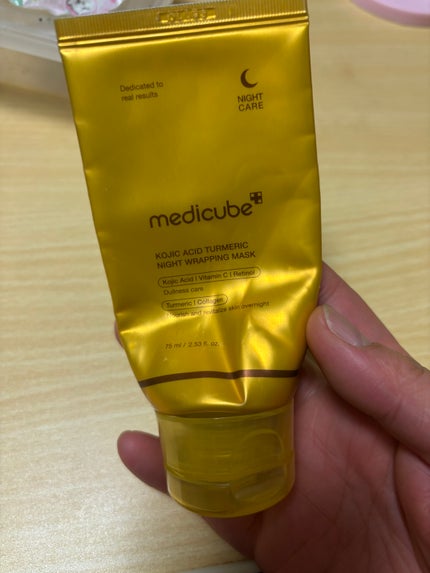 Dedicated to
real results
NIGHT
CARE
medicube
KOJIC ACID TURMERIC
NIGHT WRAPPING MASK
Kojic Acid | Vitamin C | Retinol
Dullness care
Turmeric | Collagen
Nourish and revitalize skin overnight
75 ml / 2.53 fl. oz.